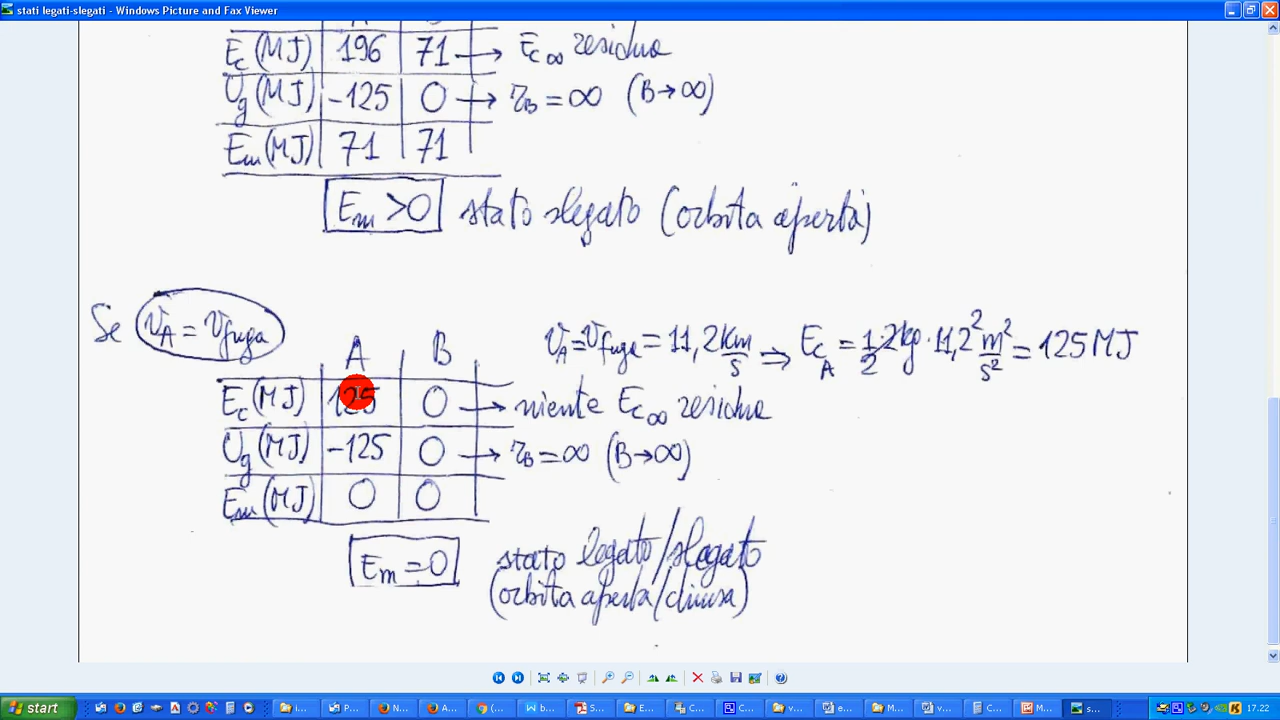 stati legati-slegati - Windows Picture and Fax Viewer
Ec (MJ) 196 71 → Ec∞ residua
Ug (MJ) -125 0 → rB = ∞ (B→∞)
Em (MJ) 71 71
Em >0 stato slegato (orbita aperta)
Se vA = vfuga
vA = vfuga = 11,2 Km/s ⇒ EcA = 1/2 2kg · 11,2² m²/s² = 125 MJ
A B
Ec (MJ) 125 0 → niente Ec∞ residua
Ug (MJ) -125 0 → rB = ∞ (B→∞)
Em (MJ) 0 0
Em = 0 stato legato/slegato
(orbita aperta/chiusa)
start 17.22